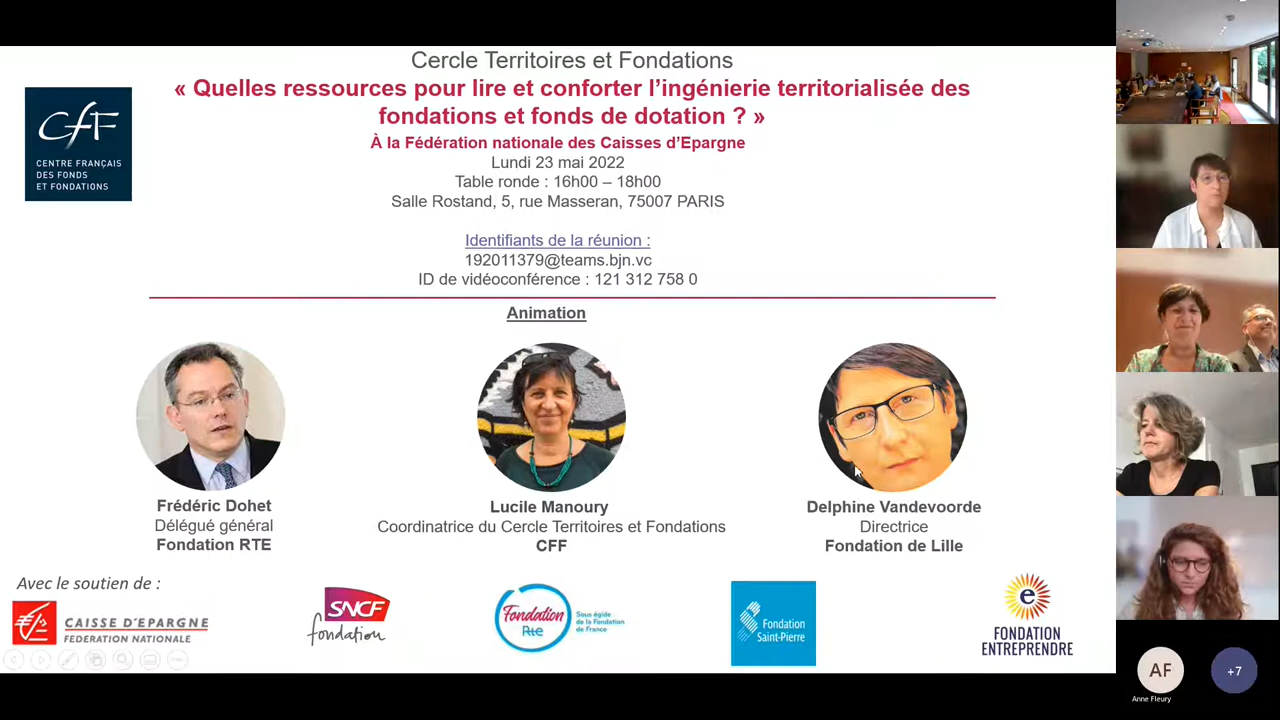 Cercle Territoires et Fondations
« Quelles ressources pour lire et conforter l'ingénierie territorialisée des
fondations et fonds de dotation ? »
À la Fédération nationale des Caisses d'Epargne
Lundi 23 mai 2022
Table ronde : 16h00 – 18h00
Salle Rostand, 5, rue Masseran, 75007 PARIS
CfF
CENTRE FRANÇAIS
DES FONDS
ET FONDATIONS
Identifiants de la réunion :
192011379@teams.bjn.vc
ID de vidéoconférence : 121 312 758 0
Animation
Frédéric Dohet
Délégué général
Fondation RTE
Lucile Manoury
Coordinatrice du Cercle Territoires et Fondations
CFF
Delphine Vandevoorde
Directrice
Fondation de Lille
Avec le soutien de :
CAISSE D'EPARGNE
FEDERATION NATIONALE
SNCF
fondation
Fondation
Rte
Sous égide
de la Fondation
de France
Fondation
Saint-Pierre
e
FONDATION
ENTREPRENDRE
AF
Anne Fleury
+7